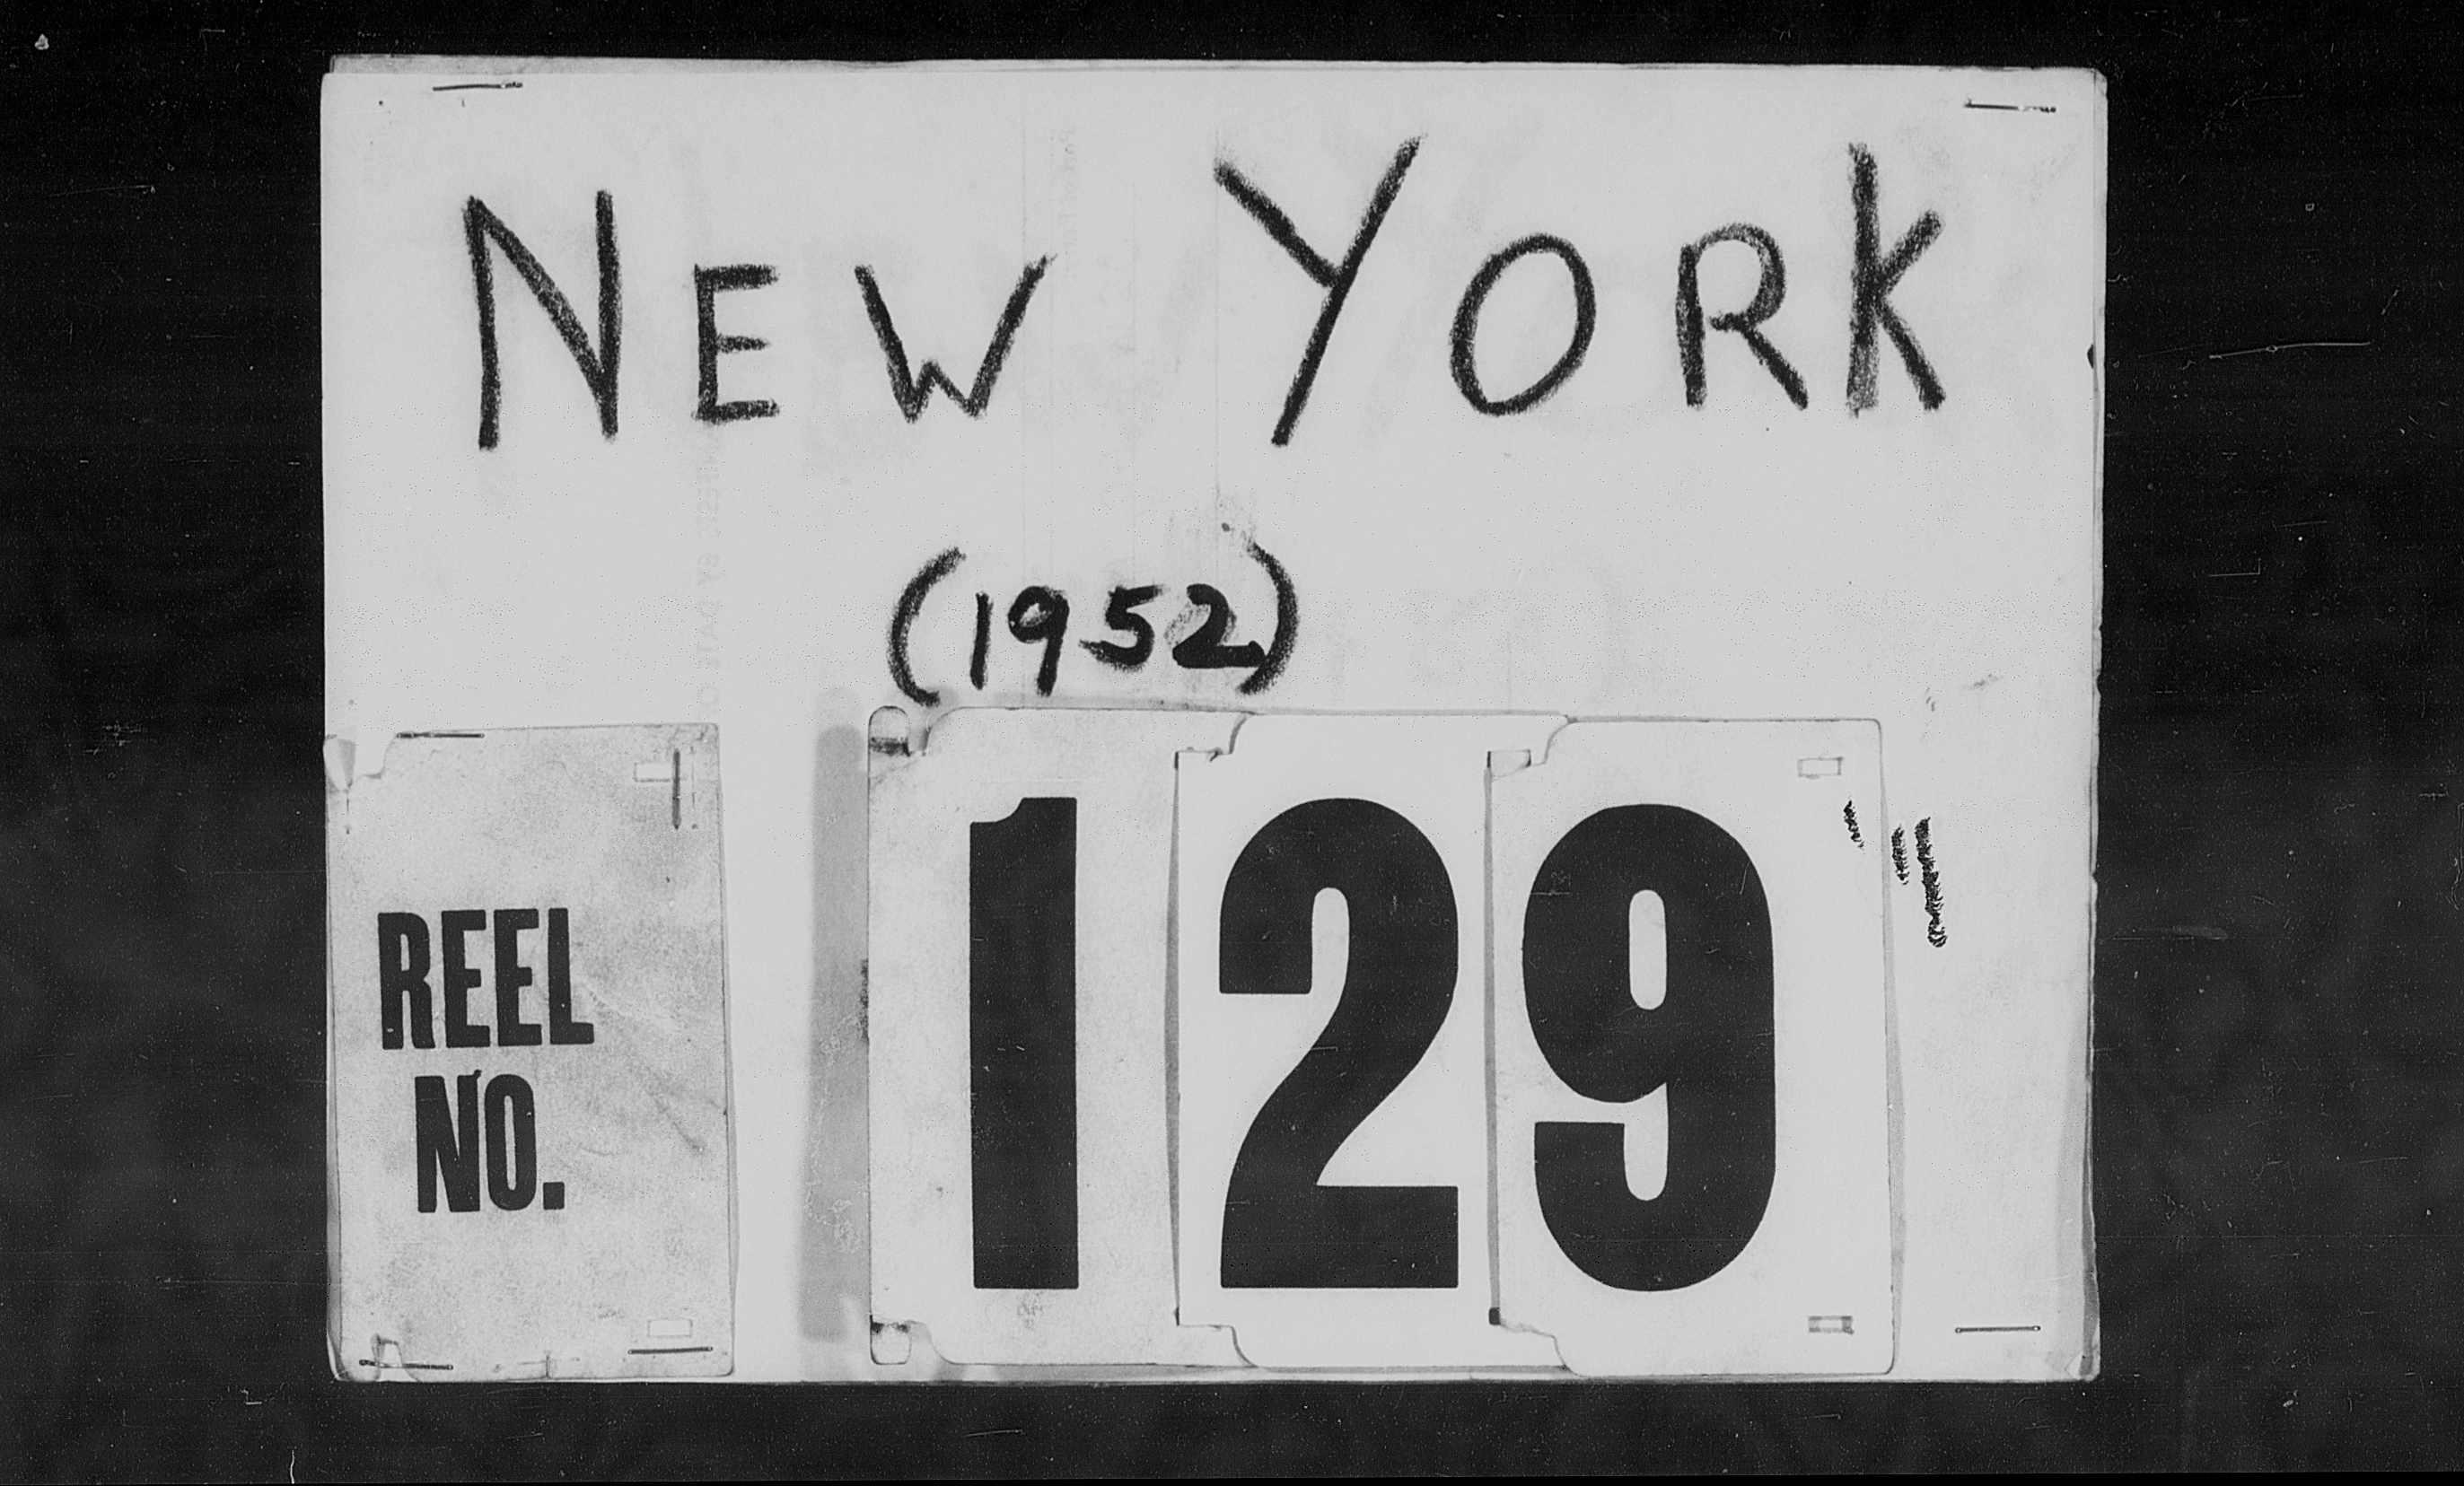 NEW YORK
(1952)
REEL
NO.
129